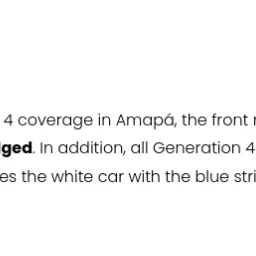 4 coverage in Amapá, the front
ged. In addition, all Generation 4
es the white car with the blue stri